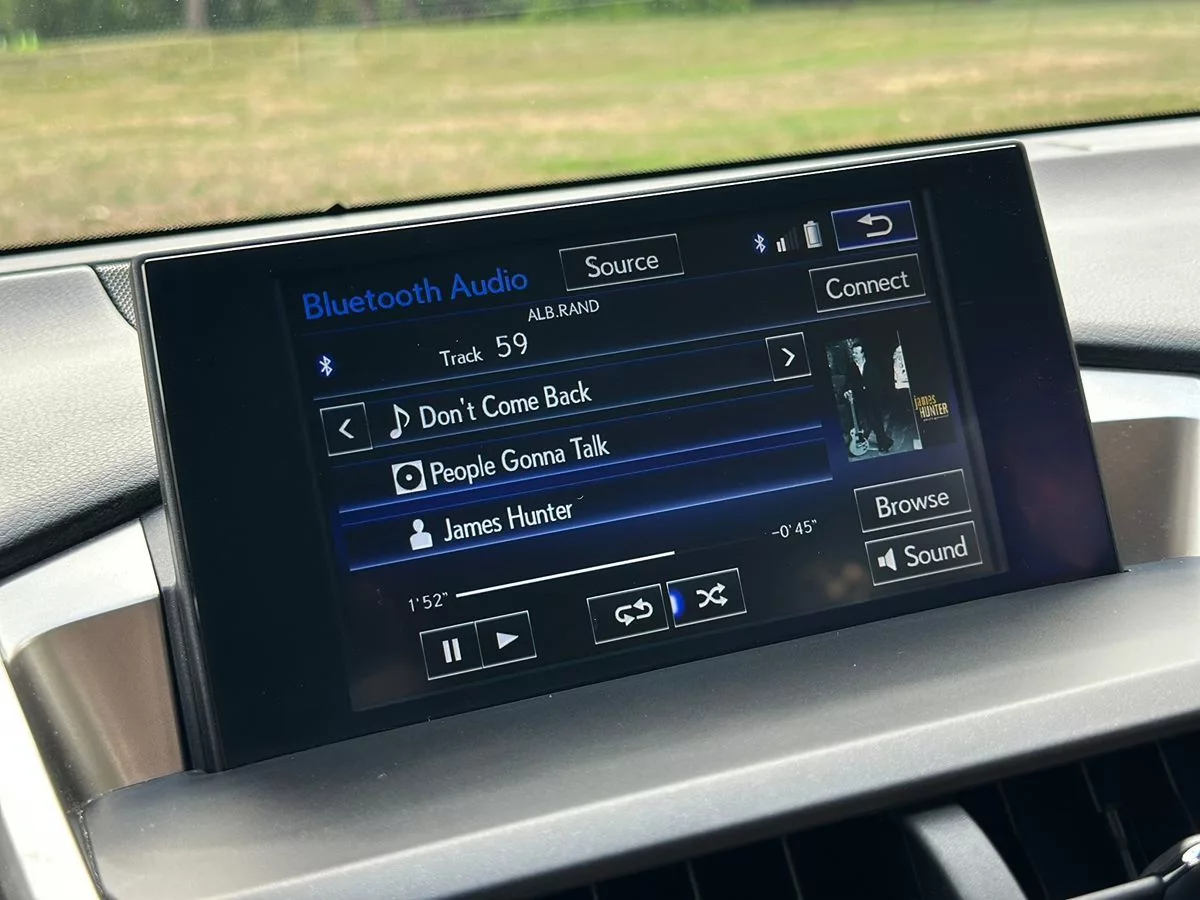 Bluetooth Audio
Source
Connect
ALB.RAND
Track 59
Don't Come Back
People Gonna Talk
James Hunter
james
HUNTER
Browse
Sound
1'52"
-0'45"